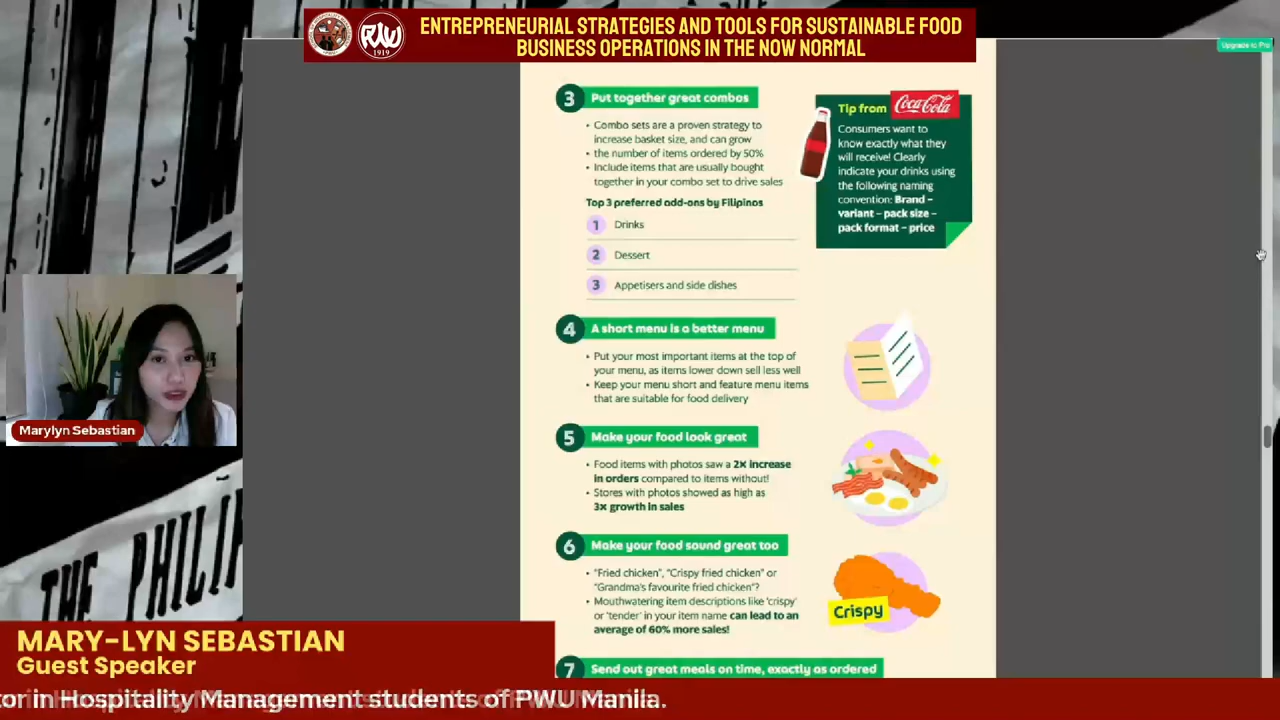 ENTREPRENEURIAL STRATEGIES AND TOOLS FOR SUSTAINABLE FOOD
BUSINESS OPERATIONS IN THE NOW NORMAL
1919
Upgrade to Pro
3 Put together great combos
• Combo sets are a proven strategy to
increase basket size, and can grow
• the number of items ordered by 50%
• Include items that are usually bought
together in your combo set to drive sales
Top 3 preferred add-ons by Filipinos
1 Drinks
2 Dessert
3 Appetisers and side dishes
Tip from Coca-Cola
Consumers want to
know exactly what they
will receive! Clearly
indicate your drinks using
the following naming
convention: Brand –
variant – pack size –
pack format – price
4 A short menu is a better menu
• Put your most important items at the top of
your menu, as items lower down sell less well
• Keep your menu short and feature menu items
that are suitable for food delivery
5 Make your food look great
• Food items with photos saw a 2X increase
in orders compared to items without!
• Stores with photos showed as high as
3x growth in sales
6 Make your food sound great too
• "Fried chicken", "Crispy fried chicken" or
"Grandma's favourite fried chicken"?
• Mouthwatering item descriptions like 'crispy'
or 'tender' in your item name can lead to an
average of 60% more sales!
Crispy
7 Send out great meals on time, exactly as ordered
Marylyn Sebastian
THE PHILI
MARY-LYN SEBASTIAN
Guest Speaker
tor in Hospitality Management students of PWU Manila.